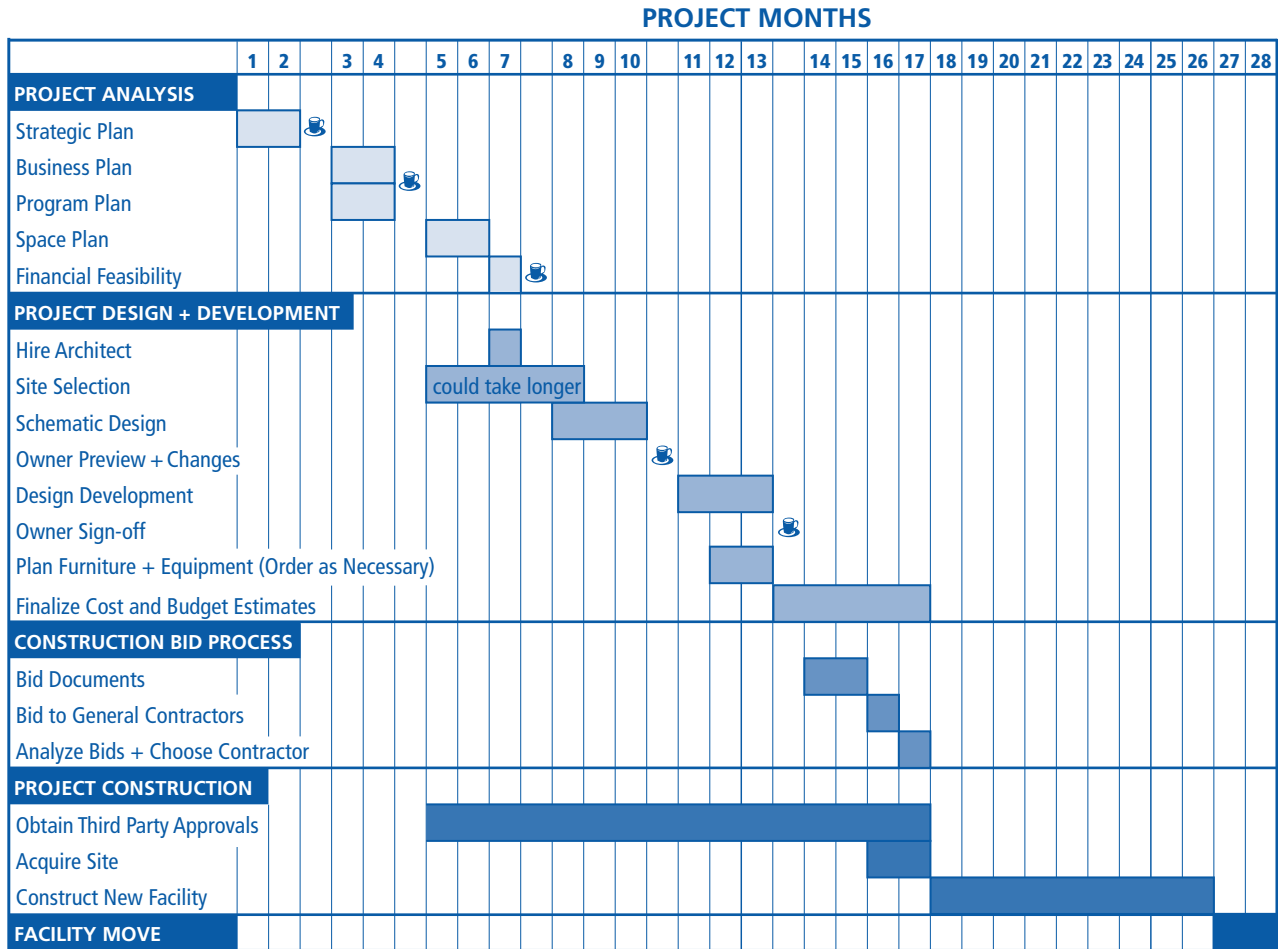 PROJECT MONTHS
1 2 3 4 5 6 7 8 9 10 11 12 13 14 15 16 17 18 19 20 21 22 23 24 25 26 27 28
PROJECT ANALYSIS
Strategic Plan
Business Plan
Program Plan
Space Plan
Financial Feasibility
PROJECT DESIGN + DEVELOPMENT
Hire Architect
Site Selection could take longer
Schematic Design
Owner Preview + Changes
Design Development
Owner Sign-off
Plan Furniture + Equipment (Order as Necessary)
Finalize Cost and Budget Estimates
CONSTRUCTION BID PROCESS
Bid Documents
Bid to General Contractors
Analyze Bids + Choose Contractor
PROJECT CONSTRUCTION
Obtain Third Party Approvals
Acquire Site
Construct New Facility
FACILITY MOVE